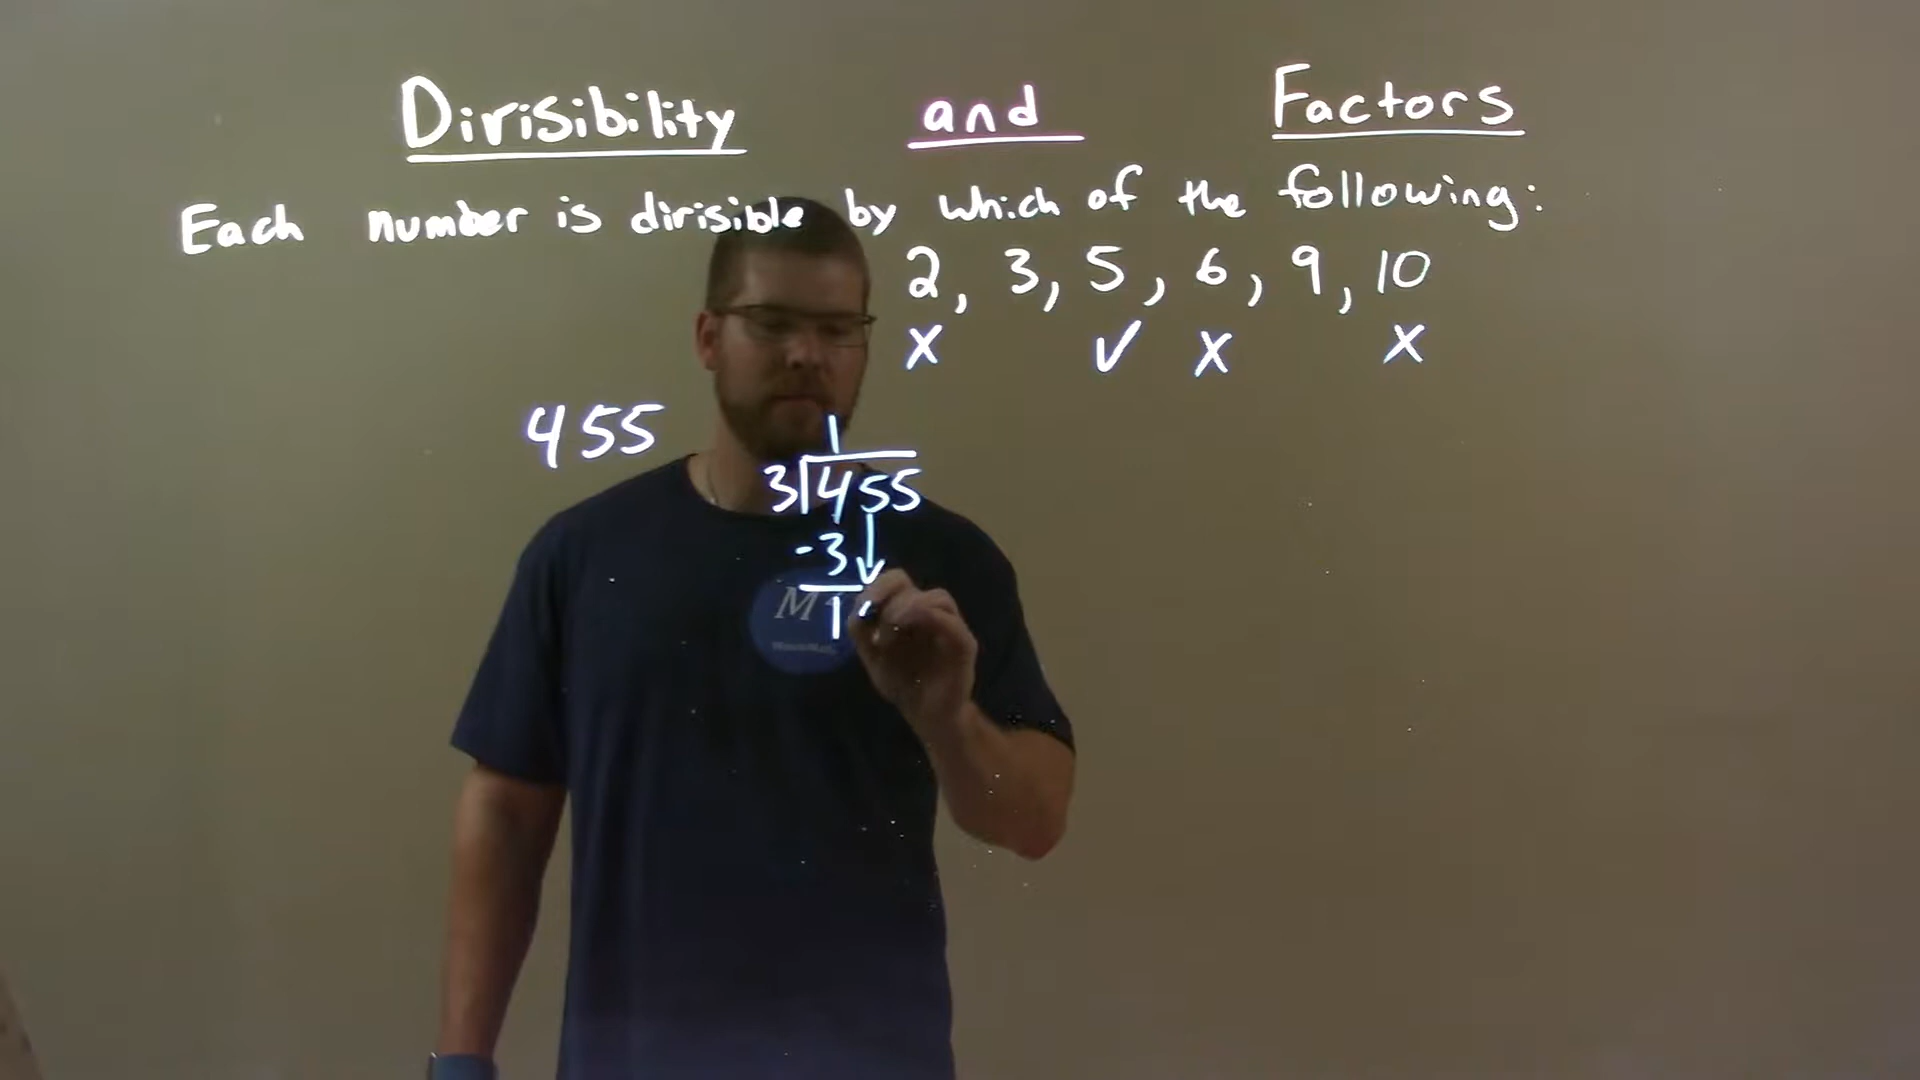 Dirisibility and Factors
Each number is dirisible by which of the following:
2, 3, 5, 6, 9, 10
x ✓ x x
455
1
3 455
-3
1
M